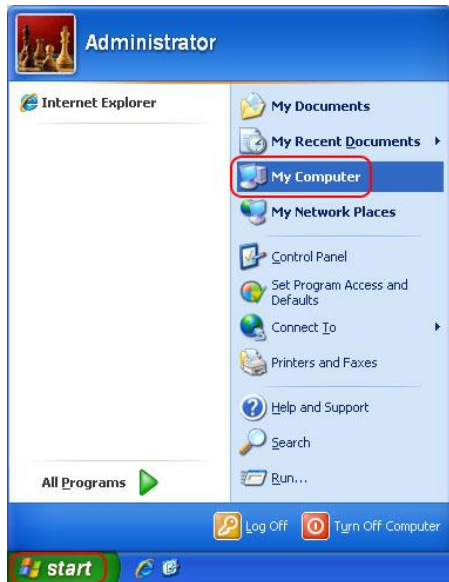 Administrator
Internet Explorer
All Programs
My Documents
My Recent Documents
My Computer
My Network Places
Control Panel
Set Program Access and
Defaults
Connect To
Printers and Faxes
Help and Support
Search
Run...
Log Off
Turn Off Computer
start